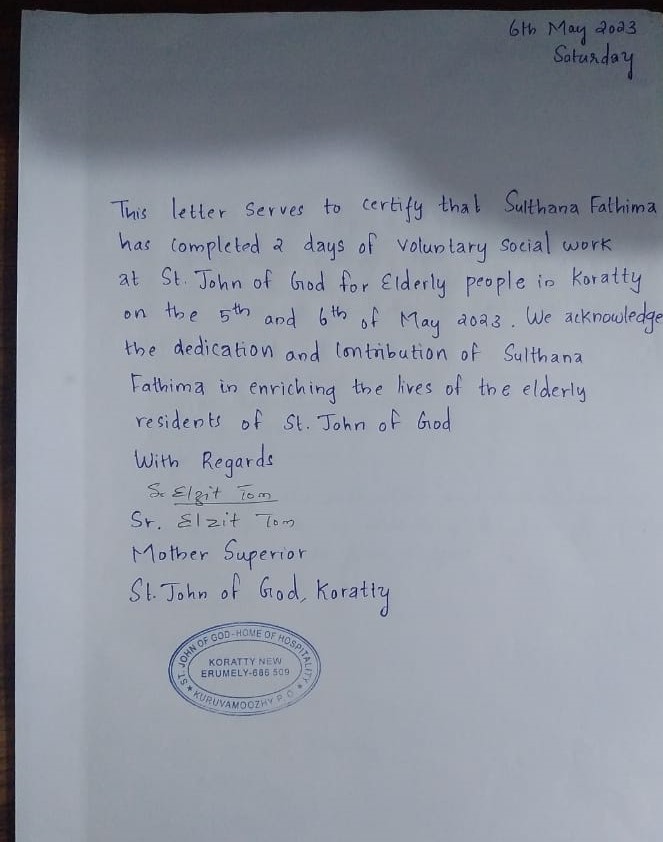 6th May 2023
Saturday
This letter serves to certify that Sulthana Fathima
has completed 2 days of voluntary social work
at St. John of God for Elderly people in Koratty
on the 5th and 6th of May 2023. We acknowledge
the dedication and Contribution of Sulthana
Fathima in enriching the lives of the elderly
residents of St. John of God
With Regards
Sr Elzit Tom
Sr. Elzit Tom
Mother Superior
St. John of God, Koratty
ST. JOHN OF GOD-HOME OF HOSPITALITY
KORATTY NEW
ERUMELY-686 509
★ KURUVAMOOZHY P.O. ★